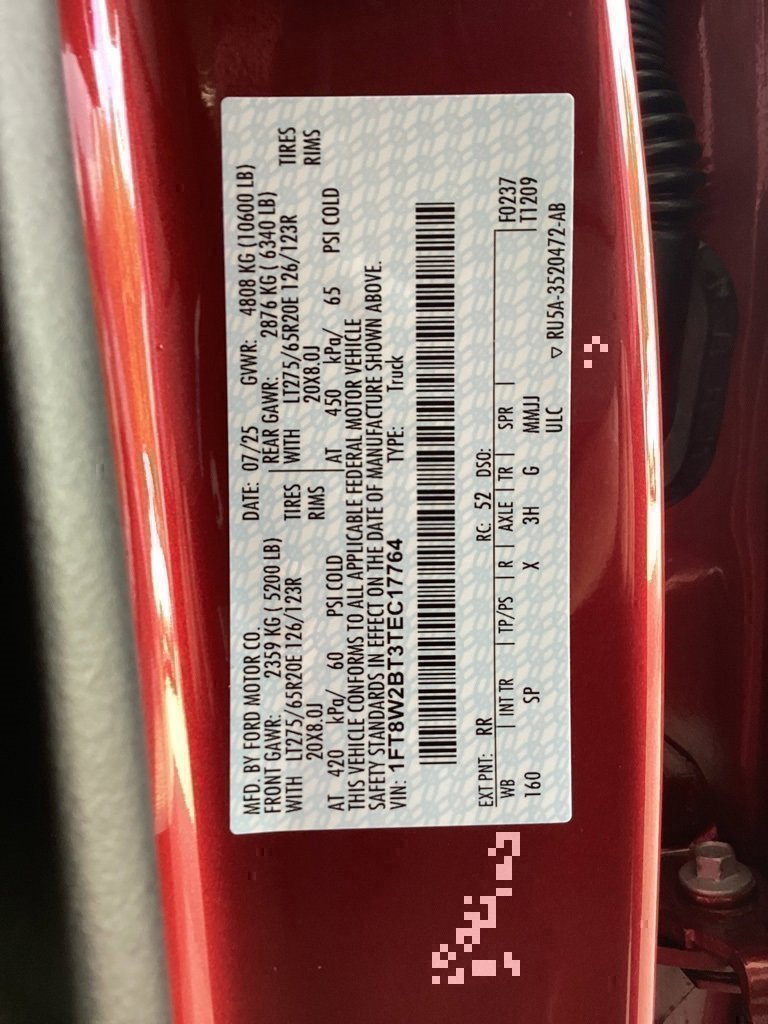 MFD. BY FORD MOTOR CO. DATE: 07/25 GVWR: 4808 KG (10600 LB)
FRONT GAWR: 2359 KG ( 5200 LB) REAR GAWR: 2876 KG ( 6340 LB)
WITH LT275/65R20E 126/123R TIRES WITH LT275/65R20E 126/123R TIRES
20X8.0J RIMS 20X8.0J RIMS
AT 420 kPa/ 60 PSI COLD AT 450 kPa/ 65 PSI COLD
THIS VEHICLE CONFORMS TO ALL APPLICABLE FEDERAL MOTOR VEHICLE
SAFETY STANDARDS IN EFFECT ON THE DATE OF MANUFACTURE SHOWN ABOVE.
VIN: 1FT8W2BT3TEC17764 TYPE: Truck
EXT PNT: RR RC: 52 DSO: F0237
WB INT TR TP/PS R AXLE TR SPR T1209
160 SP X 3H G MMJJ
ULC ▽ RU5A-3520472-AB